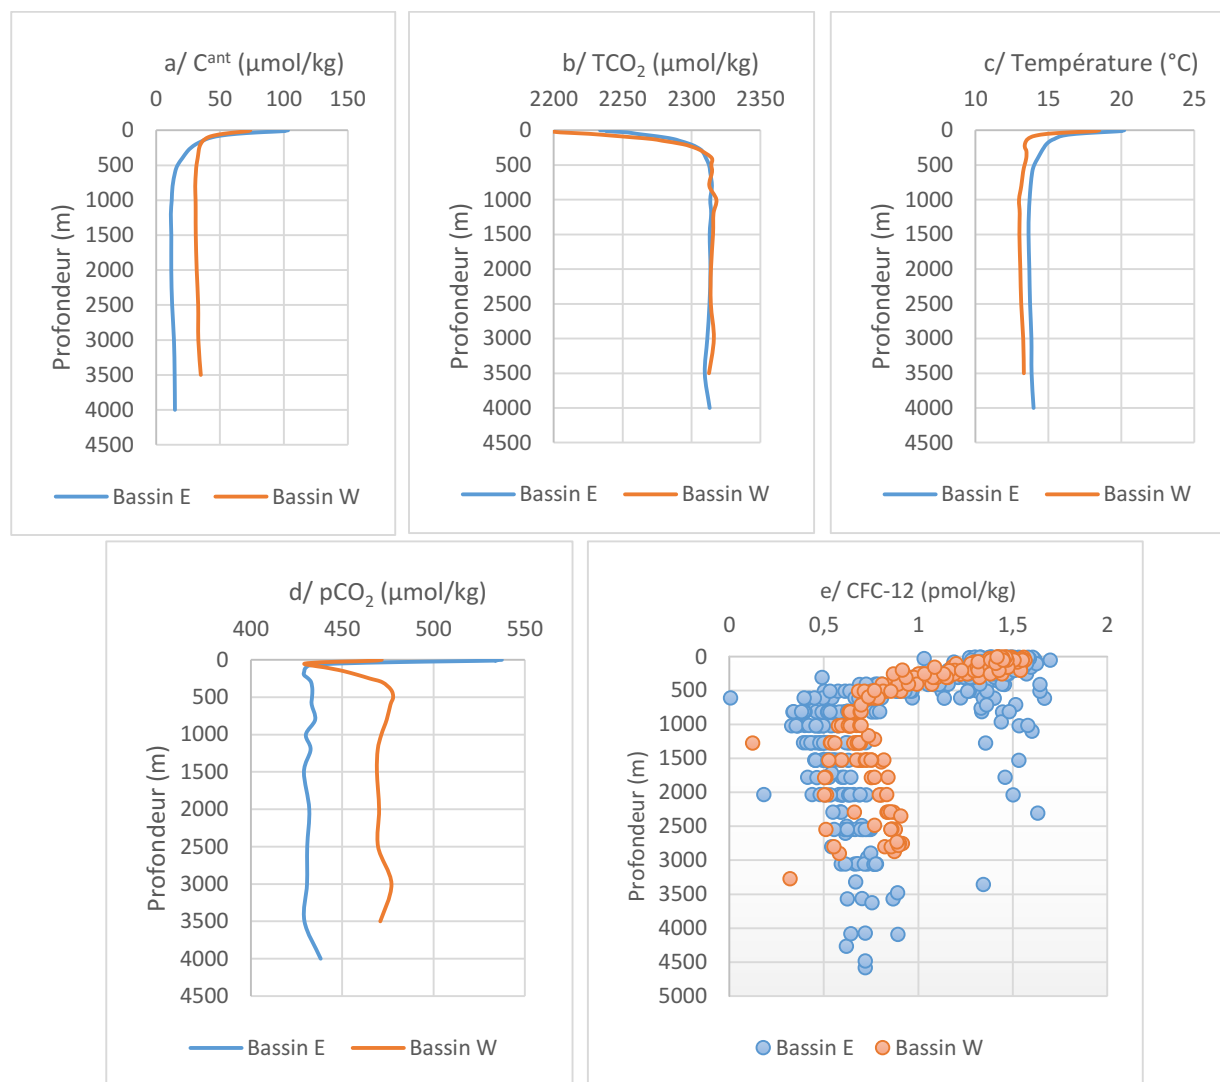 a/ Cᵃⁿᵗ (µmol/kg)
0 50 100 150
0
500
1000
1500
2000
2500
3000
3500
4000
4500
Profondeur (m)
Bassin E Bassin W
b/ TCO₂ (µmol/kg)
2200 2250 2300 2350
0
500
1000
1500
2000
2500
3000
3500
4000
4500
Profondeur (m)
Bassin E Bassin W
c/ Température (°C)
10 15 20 25
0
500
1000
1500
2000
2500
3000
3500
4000
4500
Profondeur (m)
Bassin E Bassin W
d/ pCO₂ (µmol/kg)
400 450 500 550
0
500
1000
1500
2000
2500
3000
3500
4000
4500
Profondeur (m)
Bassin E Bassin W
e/ CFC-12 (pmol/kg)
0 0,5 1 1,5 2
0
500
1000
1500
2000
2500
3000
3500
4000
4500
5000
Profondeur (m)
Bassin E Bassin W